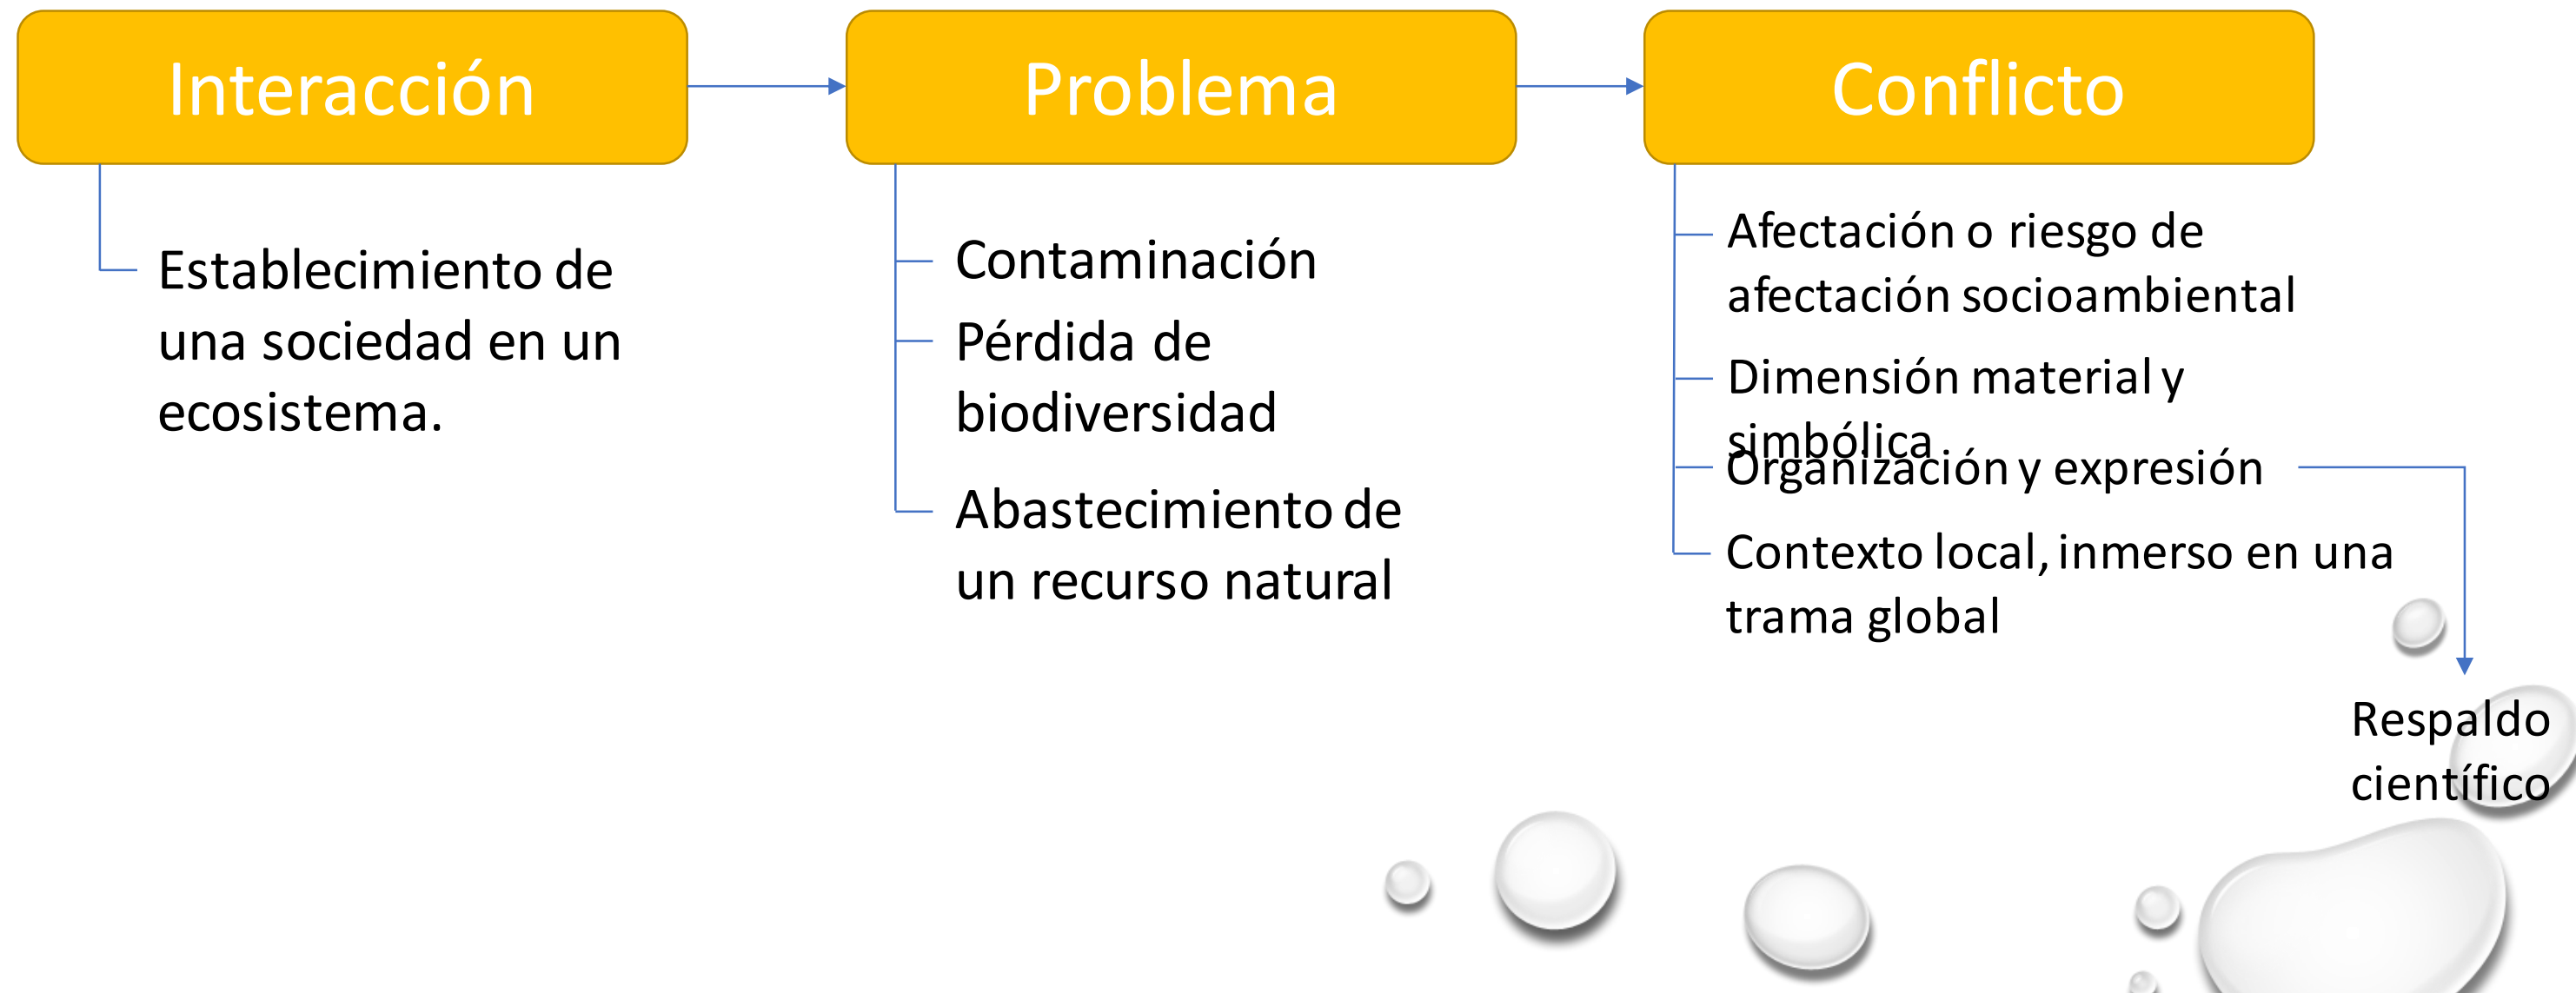 Interacción
Establecimiento de
una sociedad en un
ecosistema.
Problema
Contaminación
Pérdida de
biodiversidad
Abastecimiento de
un recurso natural
Conflicto
Afectación o riesgo de
afectación socioambiental
Dimensión material y
simbólica
Organización y expresión
Contexto local, inmerso en una
trama global
Respaldo
científico